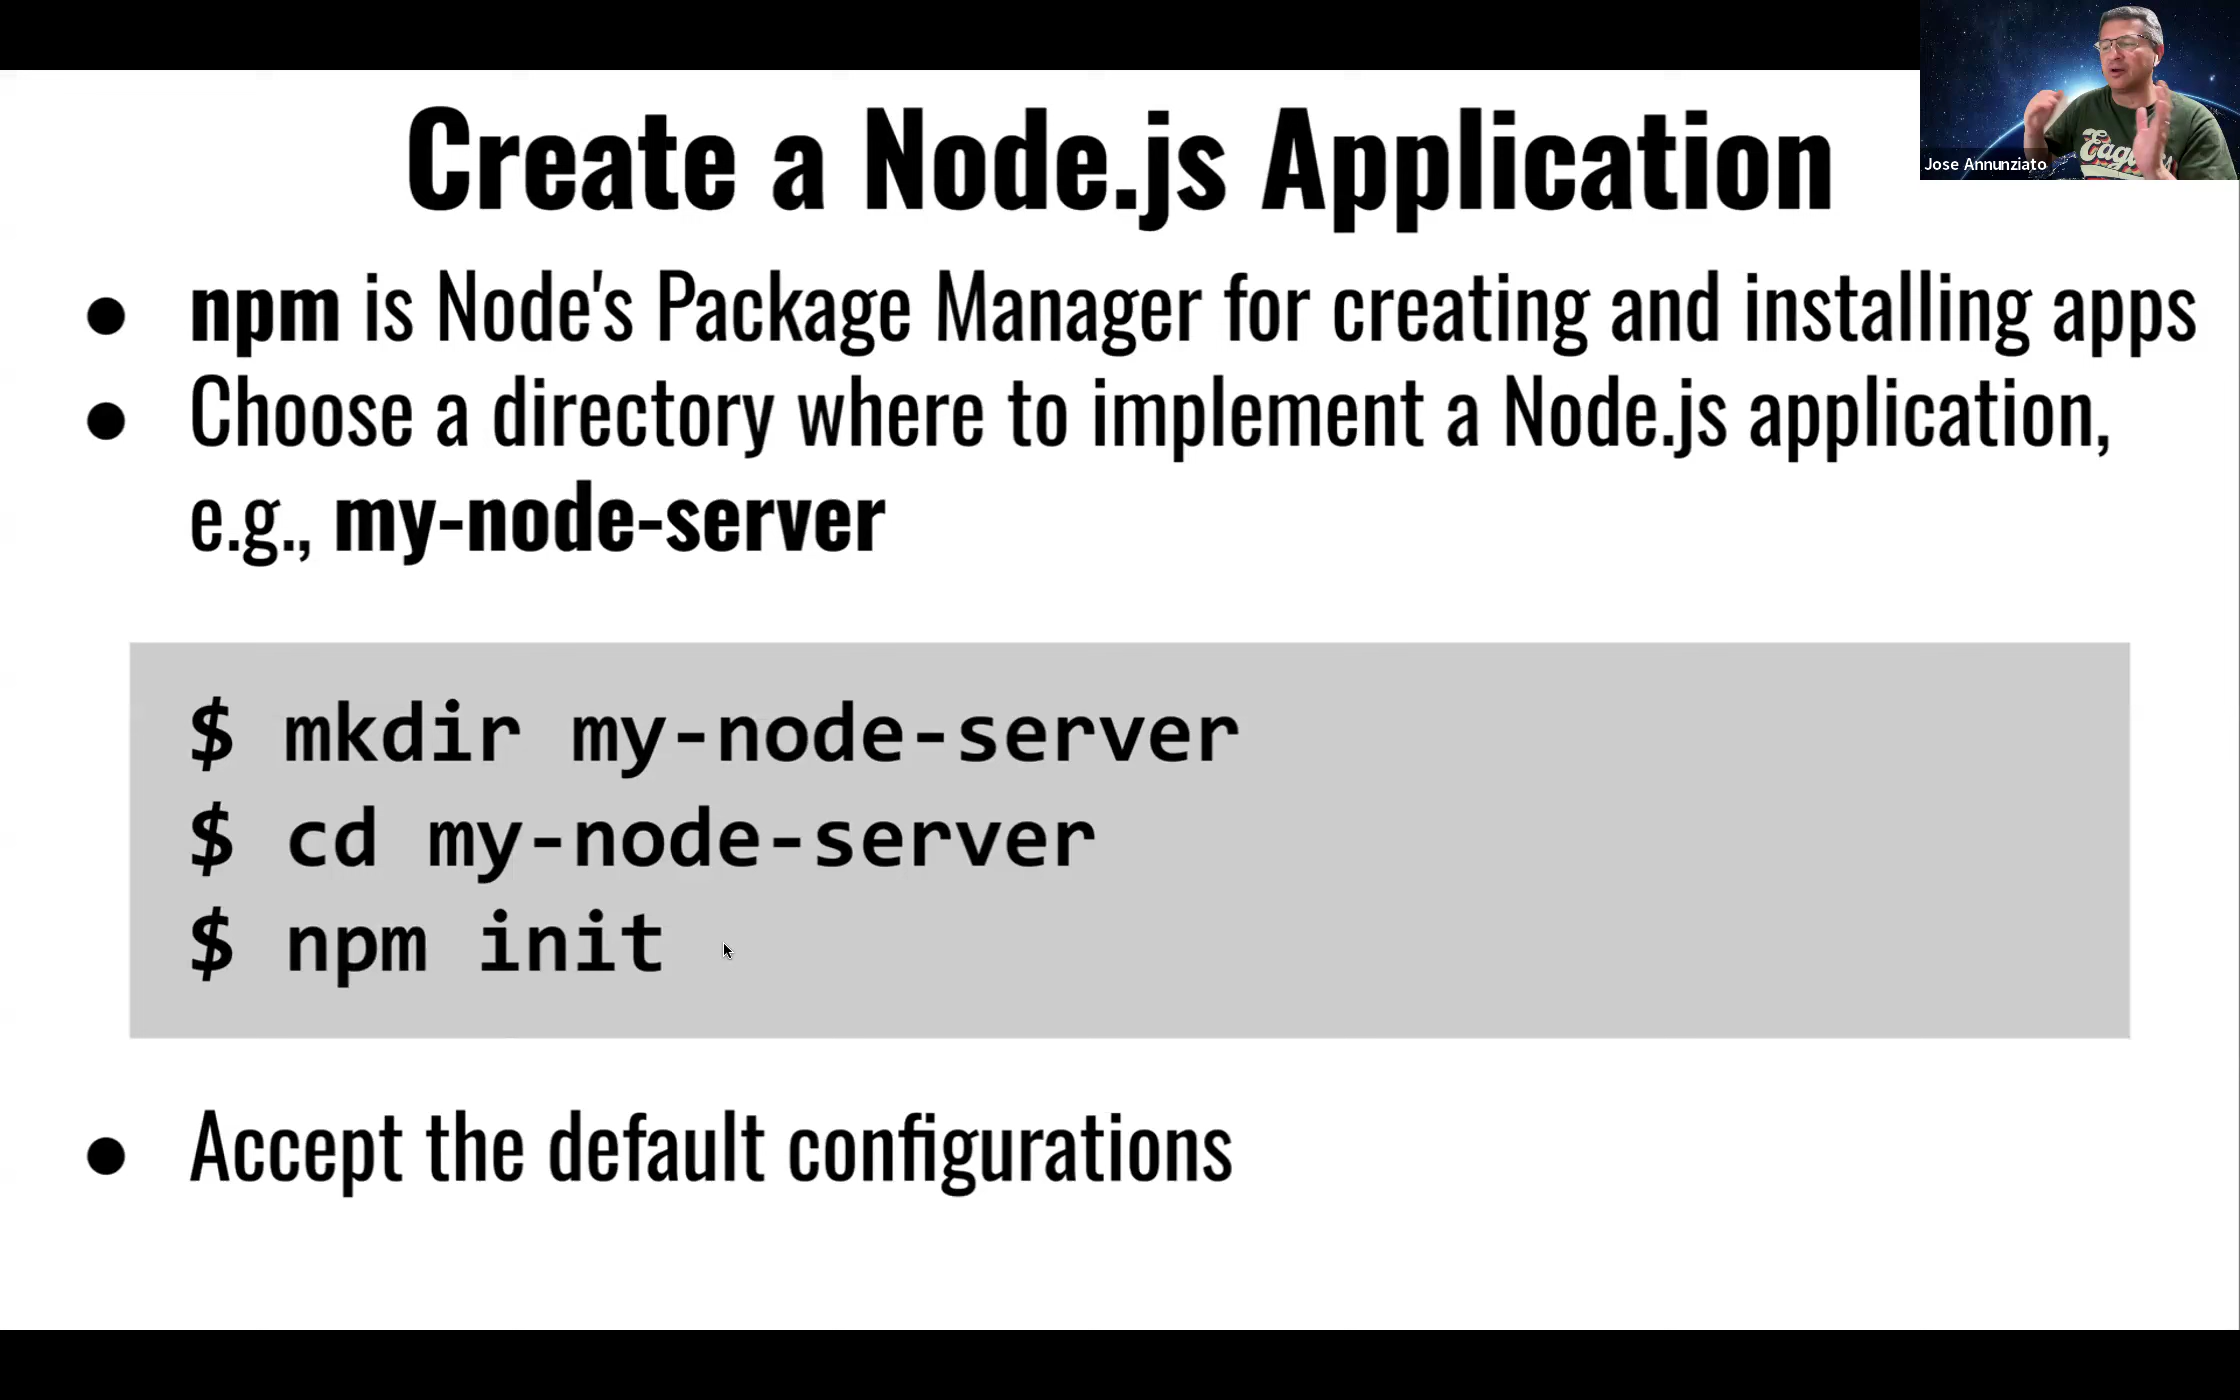 Create a Node.js Application
Jose Annunziato
● npm is Node's Package Manager for creating and installing apps
● Choose a directory where to implement a Node.js application,
e.g., my-node-server
$ mkdir my-node-server
$ cd my-node-server
$ npm init
● Accept the default configurations